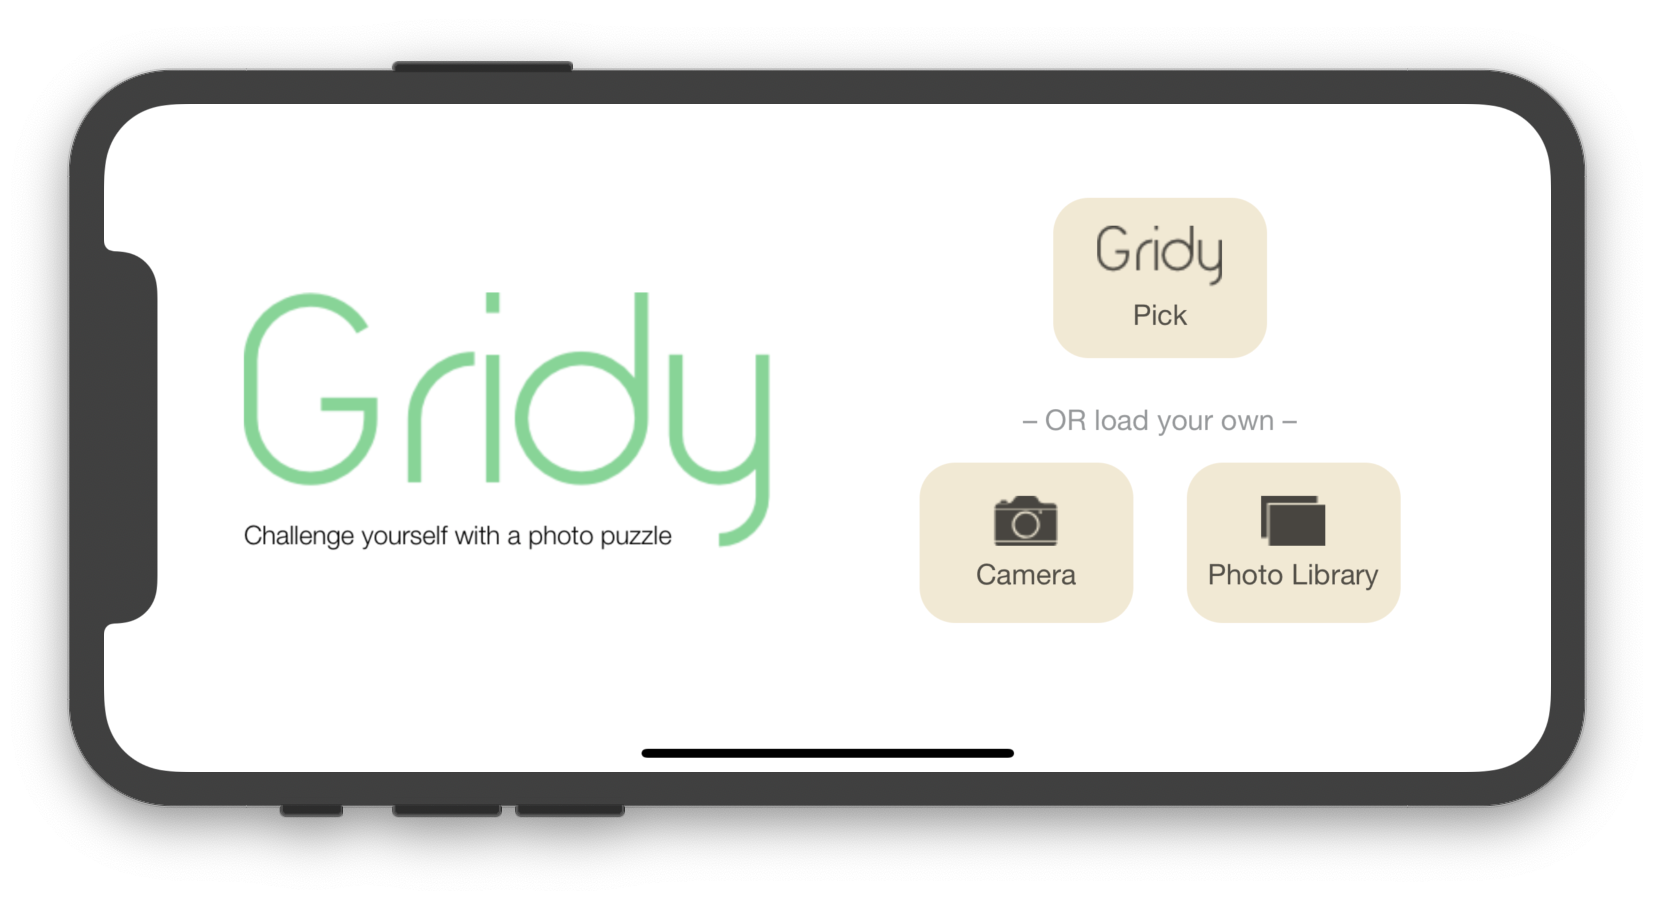 Gridy
Challenge yourself with a photo puzzle
Gridy
Pick
– OR load your own –
Camera
Photo Library